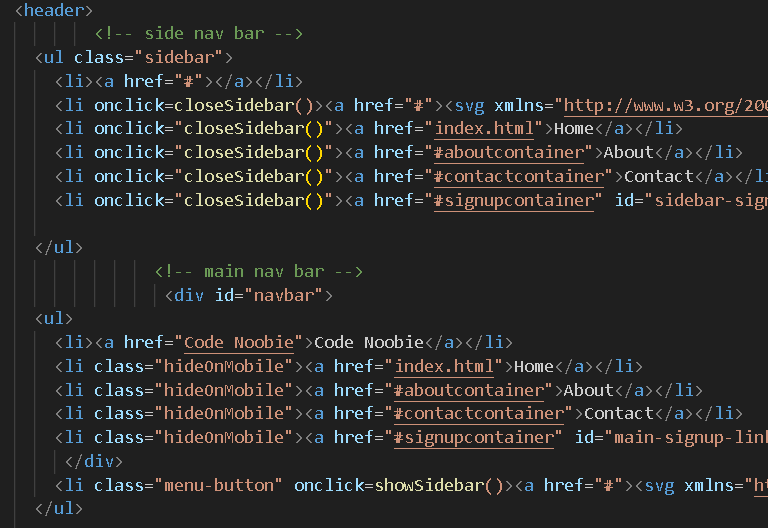 <header>
<!-- side nav bar -->
<ul class="sidebar">
<li><a href="#"></a></li>
<li onclick=closeSidebar()><a href="#"><svg xmlns="http://www.w3.org/200
<li onclick="closeSidebar()"><a href="index.html">Home</a></li>
<li onclick="closeSidebar()"><a href="#aboutcontainer">About</a></li>
<li onclick="closeSidebar()"><a href="#contactcontainer">Contact</a></li
<li onclick="closeSidebar()"><a href="#signupcontainer" id="sidebar-sign
</ul>
<!-- main nav bar -->
<div id="navbar">
<ul>
<li><a href="Code Noobie">Code Noobie</a></li>
<li class="hideOnMobile"><a href="index.html">Home</a></li>
<li class="hideOnMobile"><a href="#aboutcontainer">About</a></li>
<li class="hideOnMobile"><a href="#contactcontainer">Contact</a></li>
<li class="hideOnMobile"><a href="#signupcontainer" id="main-signup-link
</div>
<li class="menu-button" onclick=showSidebar()><a href="#"><svg xmlns="ht
</ul>